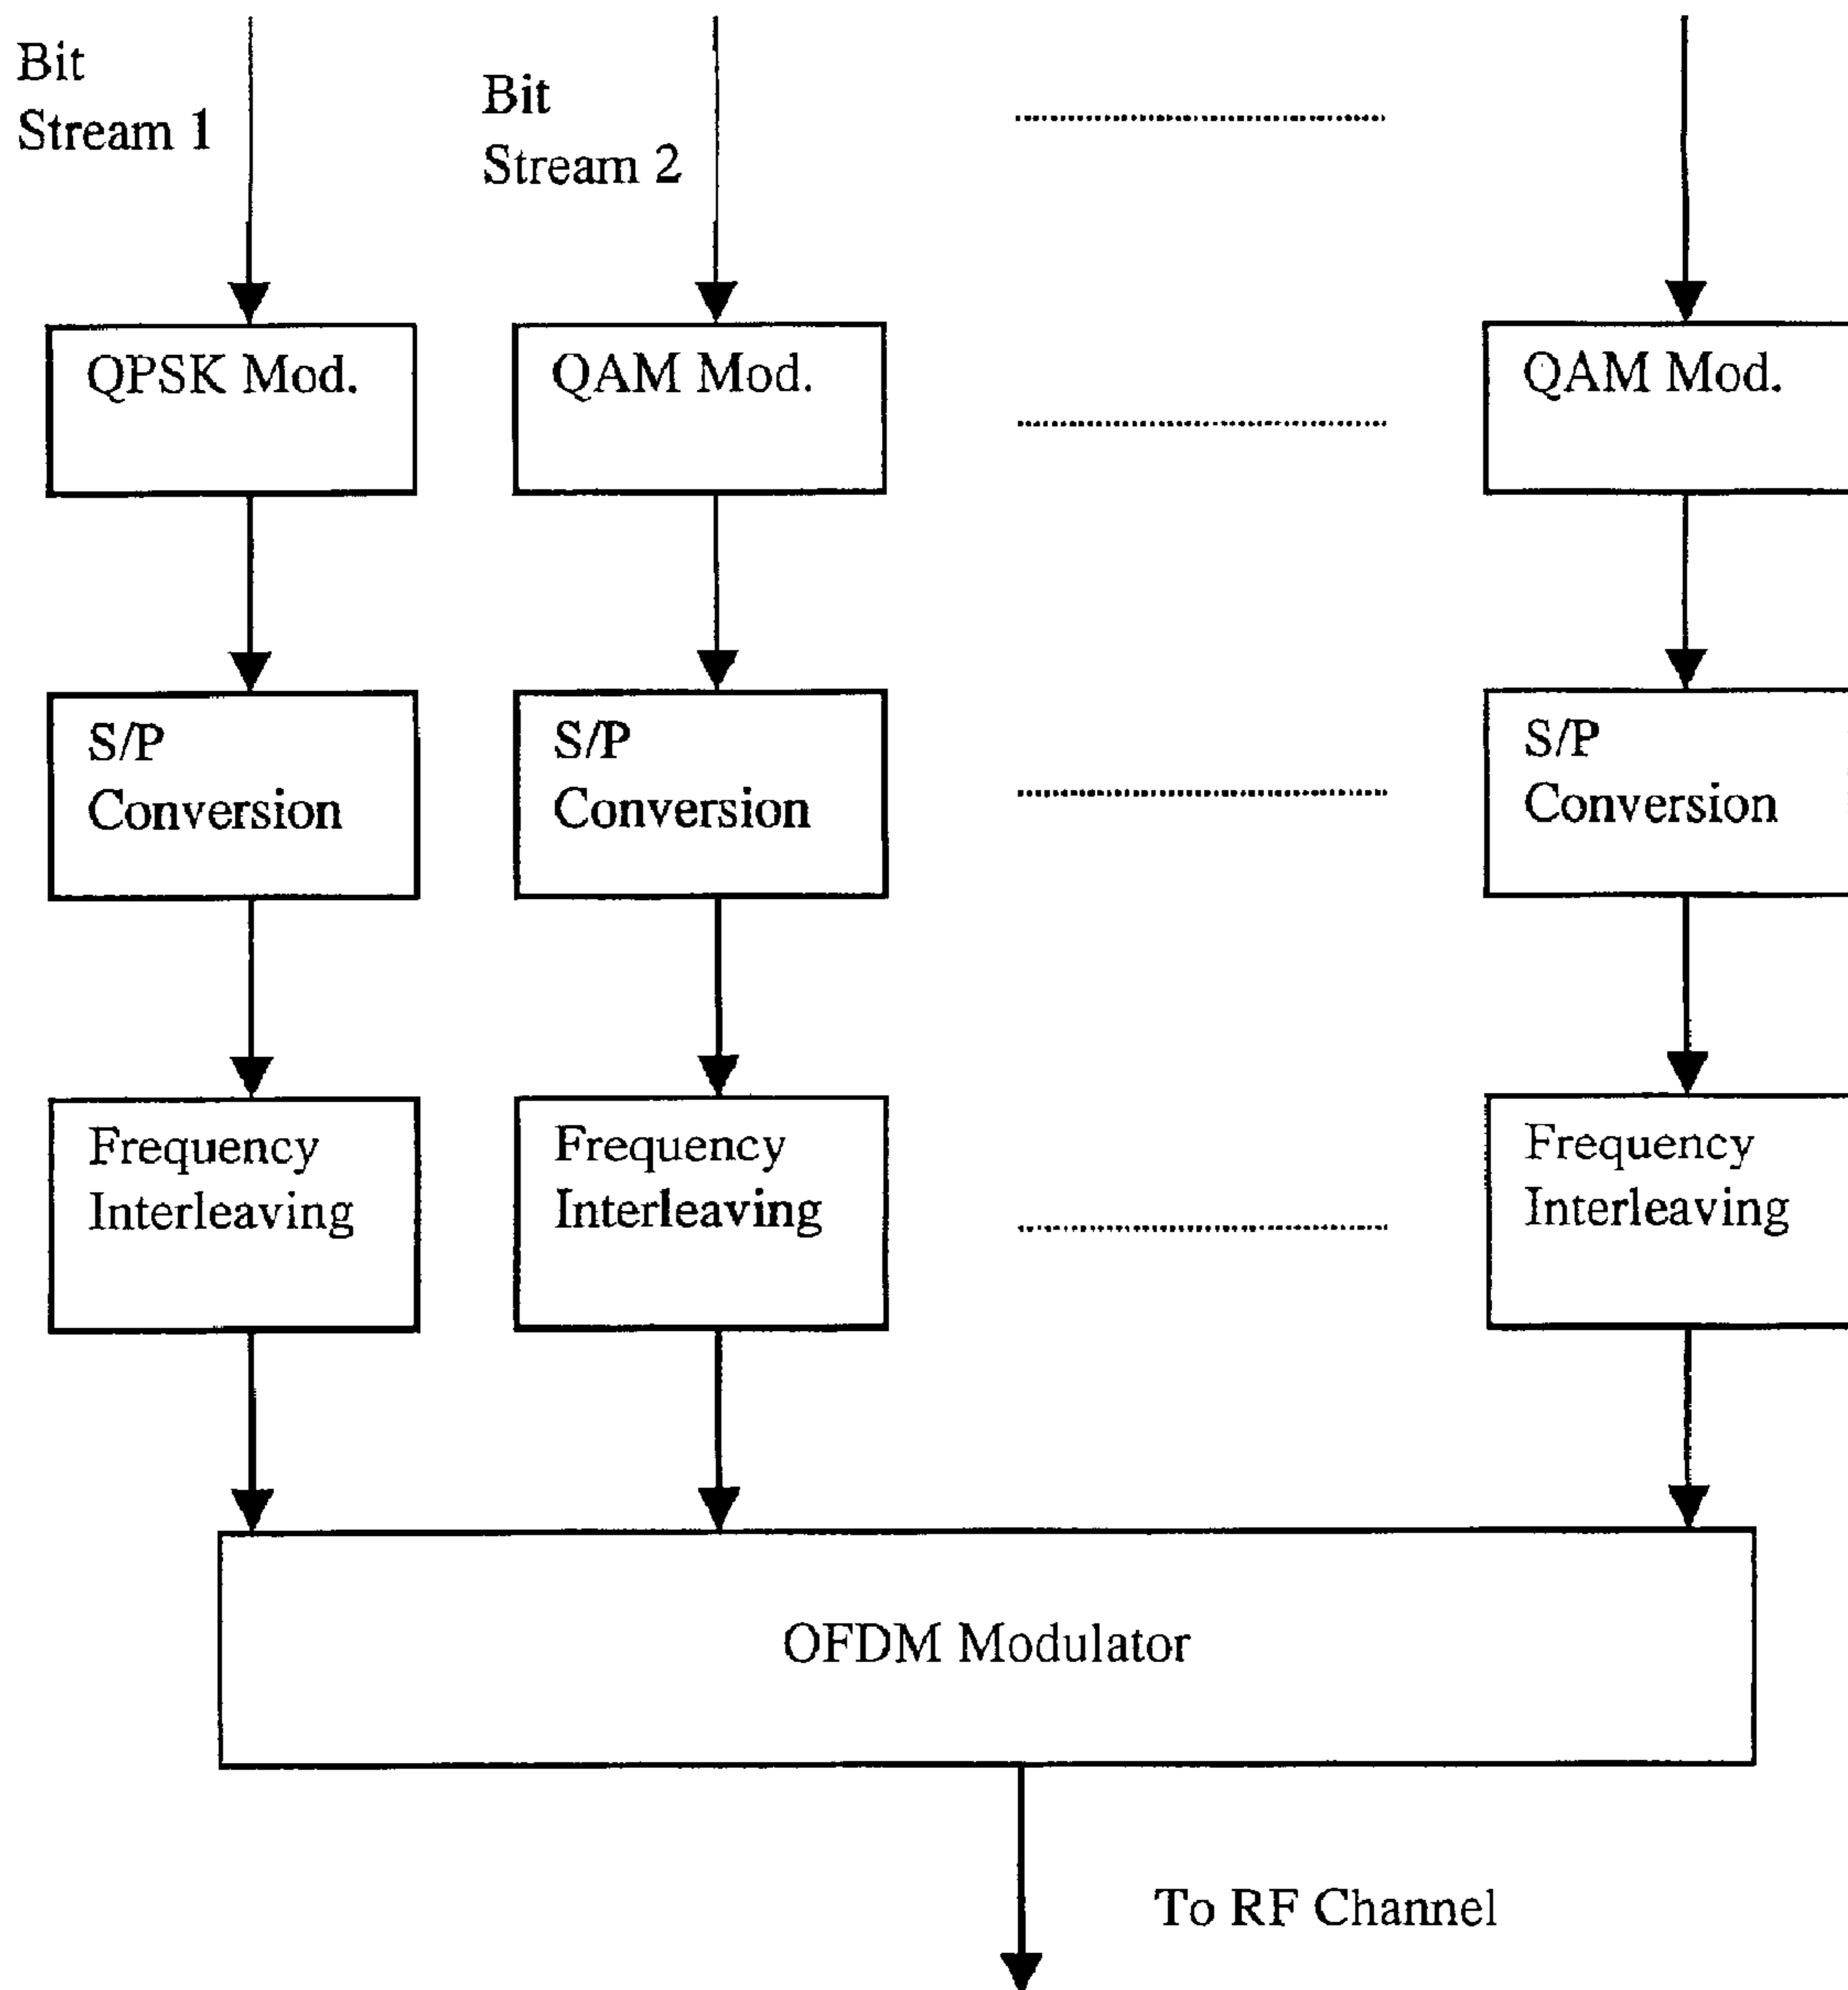 Bit
Stream 1
Bit
Stream 2
QPSK Mod.
QAM Mod.
QAM Mod.
S/P
Conversion
S/P
Conversion
S/P
Conversion
Frequency
Interleaving
Frequency
Interleaving
Frequency
Interleaving
OFDM Modulator
To RF Channel